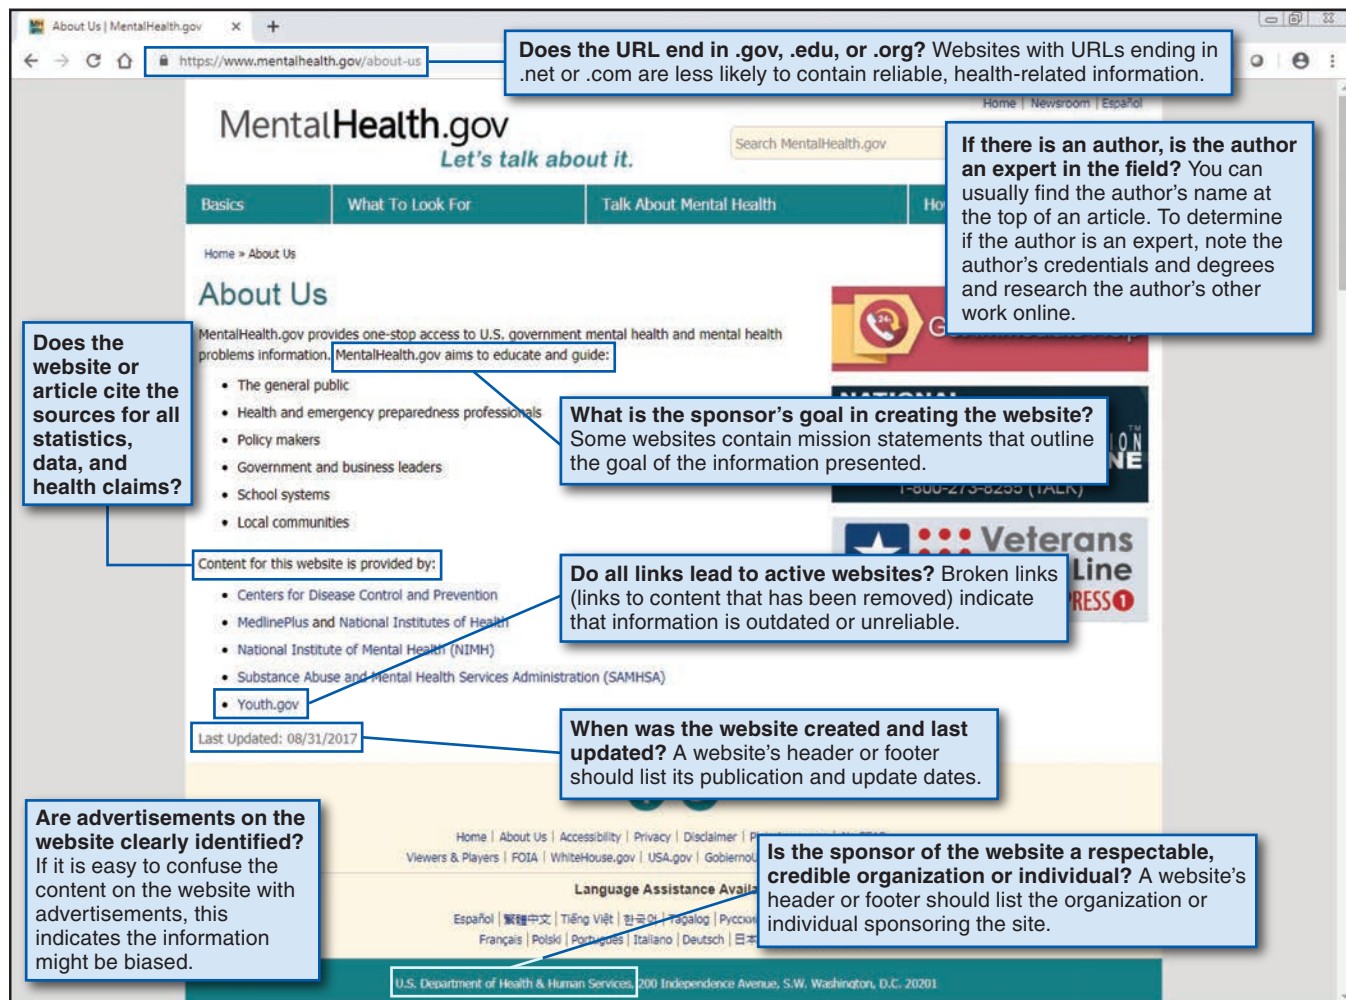 About Us | MentalHealth.gov
https://www.mentalhealth.gov/about-us
Does the URL end in .gov, .edu, or .org? Websites with URLs ending in
.net or .com are less likely to contain reliable, health-related information.
Home | Newsroom | Español
MentalHealth.gov
Let's talk about it.
Search MentalHealth.gov
If there is an author, is the author
an expert in the field? You can
usually find the author's name at
the top of an article. To determine
if the author is an expert, note the
author's credentials and degrees
and research the author's other
work online.
Basics
What To Look For
Talk About Mental Health
Home » About Us
About Us
MentalHealth.gov provides one-stop access to U.S. government mental health and mental health
problems information. MentalHealth.gov aims to educate and guide:
• The general public
• Health and emergency preparedness professionals
• Policy makers
• Government and business leaders
• School systems
• Local communities
Does the
website or
article cite the
sources for all
statistics,
data, and
health claims?
What is the sponsor's goal in creating the website?
Some websites contain mission statements that outline
the goal of the information presented.
1-800-273-8255 (TALK)
Veterans
Line
Content for this website is provided by:
• Centers for Disease Control and Prevention
• MedlinePlus and National Institutes of Health
• National Institute of Mental Health (NIMH)
• Substance Abuse and Mental Health Services Administration (SAMHSA)
• Youth.gov
Do all links lead to active websites? Broken links
(links to content that has been removed) indicate
that information is outdated or unreliable.
Last Updated: 08/31/2017
When was the website created and last
updated? A website's header or footer
should list its publication and update dates.
Are advertisements on the
website clearly identified?
If it is easy to confuse the
content on the website with
advertisements, this
indicates the information
might be biased.
Home | About Us | Accessibility | Privacy | Disclaimer |
Viewers & Players | FOIA | WhiteHouse.gov | USA.gov |
Language Assistance
Español | 繁體中文 | Tiếng Việt | 한국어 | Tagalog |
Français | Polski | Português | Italiano | Deutsch |
Is the sponsor of the website a respectable,
credible organization or individual? A website's
header or footer should list the organization or
individual sponsoring the site.
U.S. Department of Health & Human Services, 200 Independence Avenue, S.W. Washington, D.C. 20201